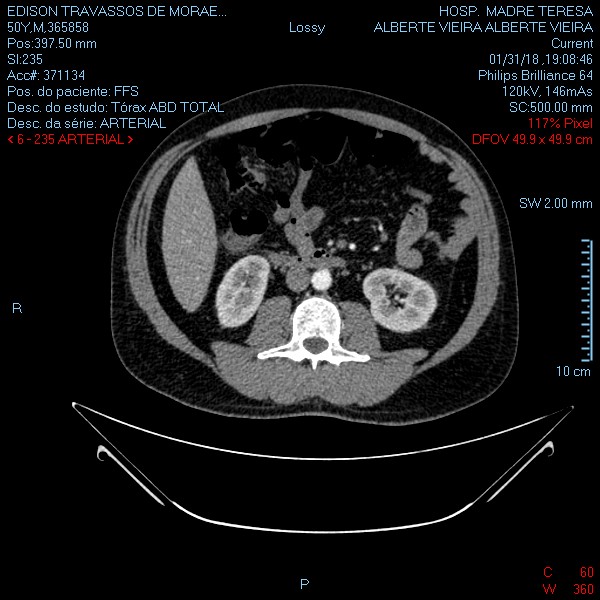 EDISON TRAVASSOS DE MORAE...
50Y,M,365858
Pos:397.50 mm
SI:235
Acc#: 371134
Pos. do paciente: FFS
Desc. do estudo: Tórax ABD TOTAL
Desc. da série: ARTERIAL
< 6 - 235 ARTERIAL >
Lossy
HOSP. MADRE TERESA
ALBERTE VIEIRA ALBERTE VIEIRA
Current
01/31/18 ,19:08:46
Philips Brilliance 64
120kV, 146mAs
SC:500.00 mm
117% Pixel
DFOV 49.9 x 49.9 cm
SW 2.00 mm
R
10 cm
P
C 60
W 360